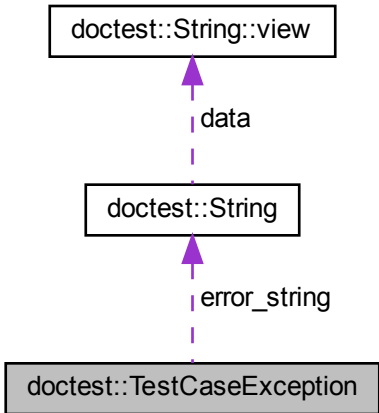 doctest::String::view
data
doctest::String
error_string
doctest::TestCaseException